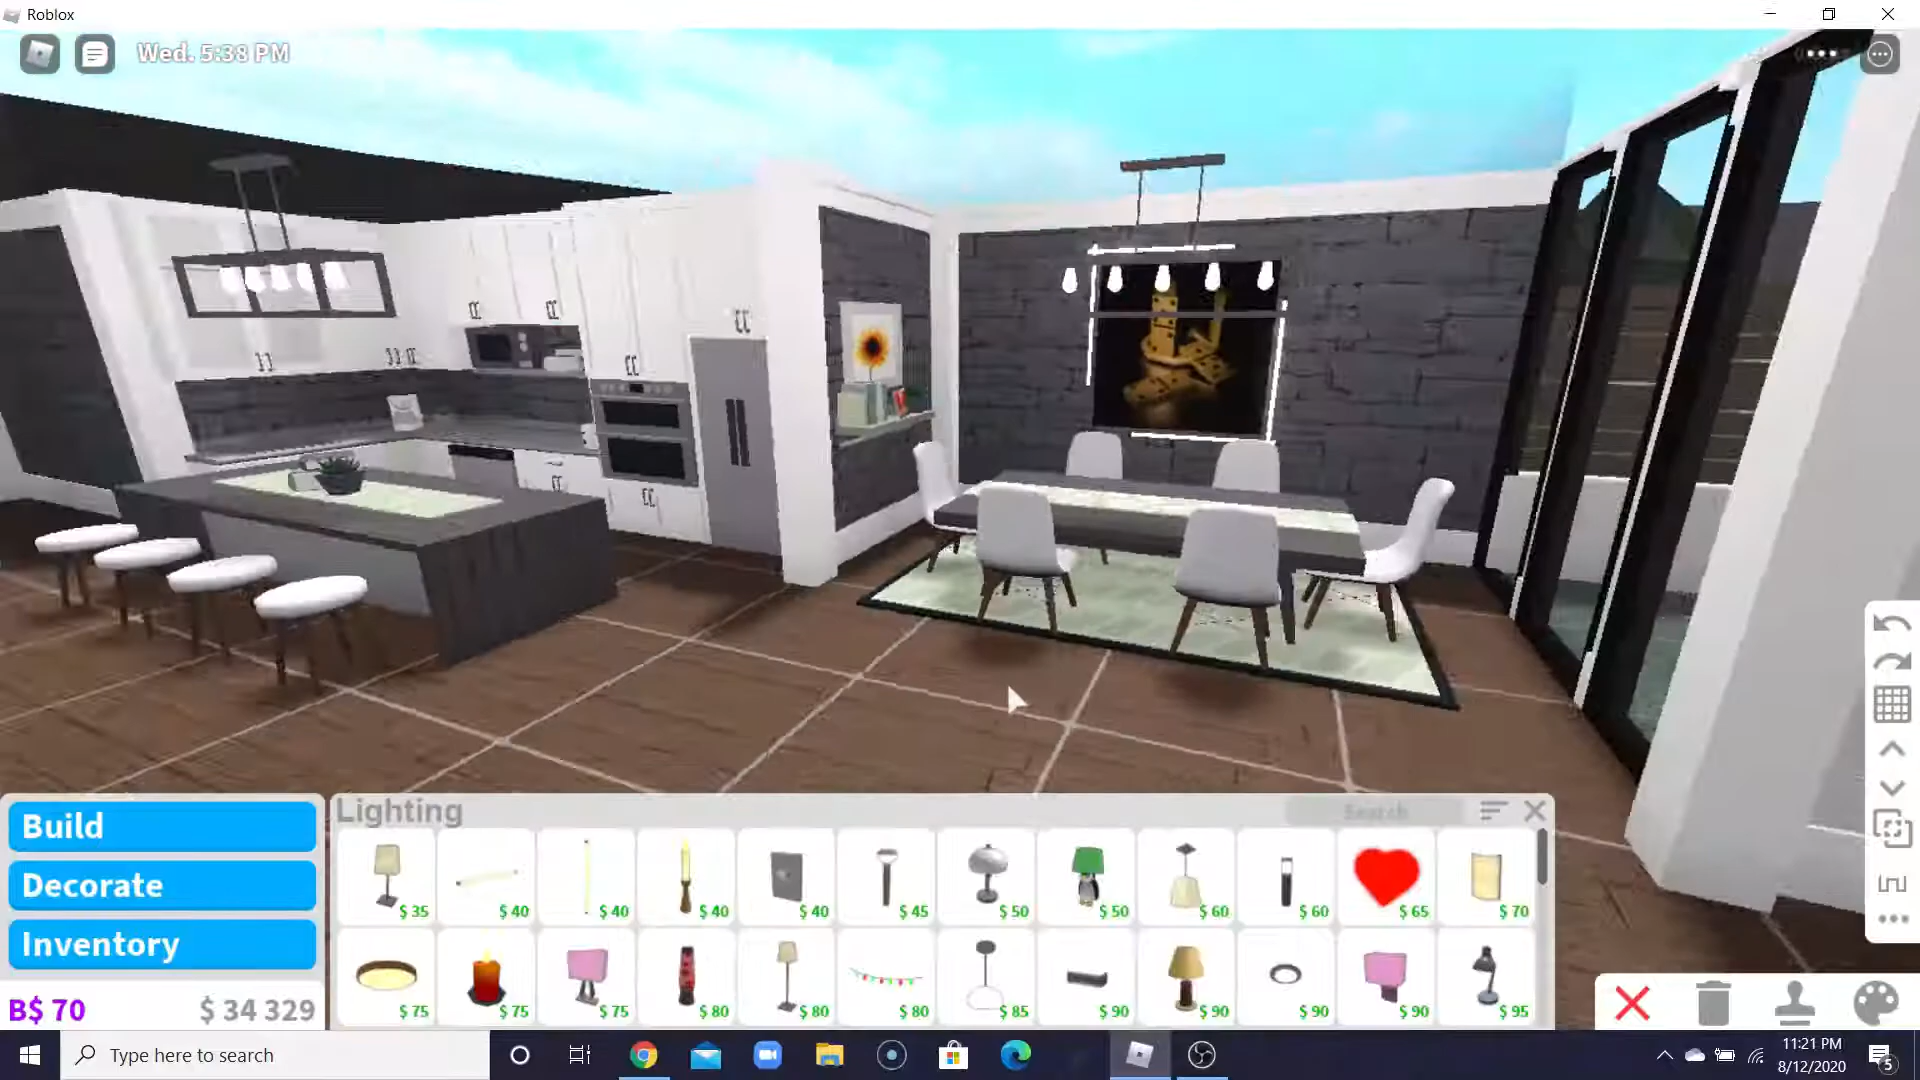 Roblox
Wed. 5:38 PM
Build
Decorate
Inventory
B$ 70
$ 34 329
Lighting
Search
$ 35
$ 40
$ 40
$ 40
$ 40
$ 45
$ 50
$ 50
$ 60
$ 60
$ 65
$ 70
$ 75
$ 75
$ 75
$ 80
$ 80
$ 80
$ 85
$ 90
$ 90
$ 90
$ 90
$ 95
Type here to search
11:21 PM
8/12/2020
5